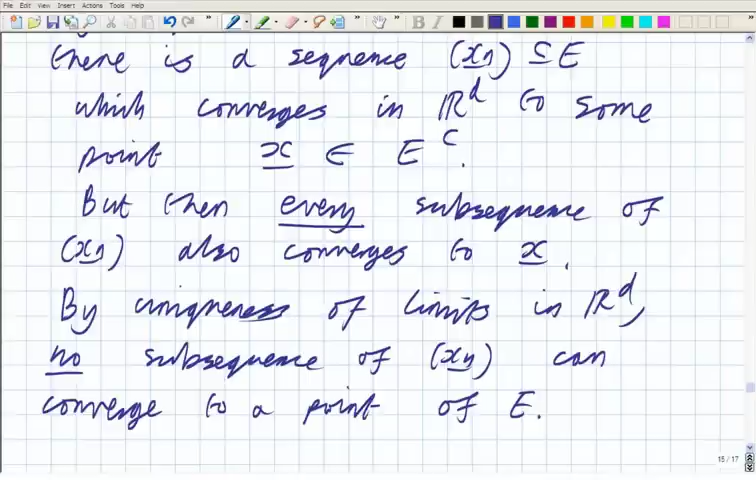 File Edit View Insert Actions Tools Help
there is a sequence (xn) ⊆ E
which converges in ℝ^d to some
point x ∈ E^c.
But then every subsequence of
(xn) also converges to x.
By uniqueness of limits in ℝ^d,
no subsequence of (xn) can
converge to a point of E.
15 / 17